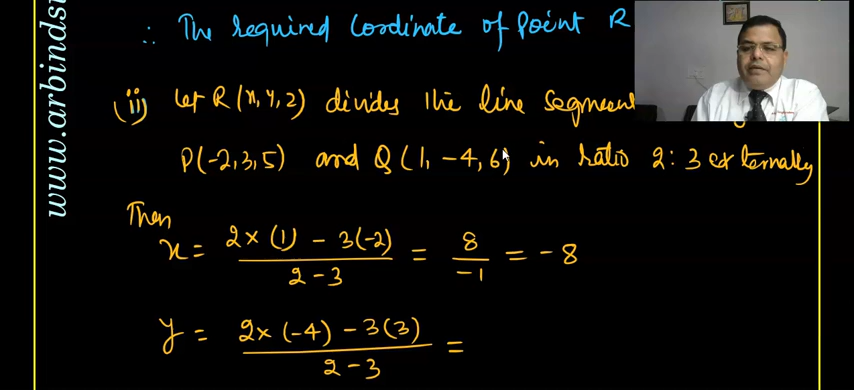 ∴ The required coordinate of Point R
(ii) Let R(x, y, z) divides the line segment
P(-2, 3, 5) and Q(1, -4, 6) in ratio 2:3 externally
Then
x = 2×(1) - 3(-2) / 2-3 = 8/-1 = -8
y = 2×(-4) - 3(3) / 2-3 =
www.arbinds